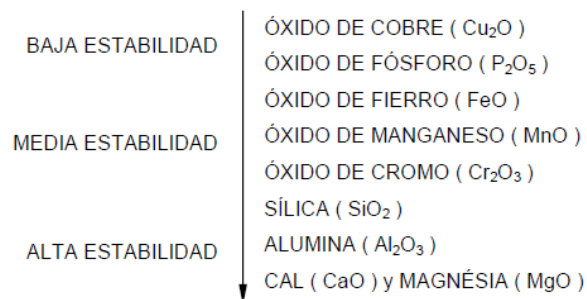 BAJA ESTABILIDAD
MEDIA ESTABILIDAD
ALTA ESTABILIDAD
ÓXIDO DE COBRE ( Cu₂O )
ÓXIDO DE FÓSFORO ( P₂O₅ )
ÓXIDO DE FIERRO ( FeO )
ÓXIDO DE MANGANESO ( MnO )
ÓXIDO DE CROMO ( Cr₂O₃ )
SÍLICA ( SiO₂ )
ALUMINA ( Al₂O₃ )
CAL ( CaO ) y MAGNÉSIA ( MgO )